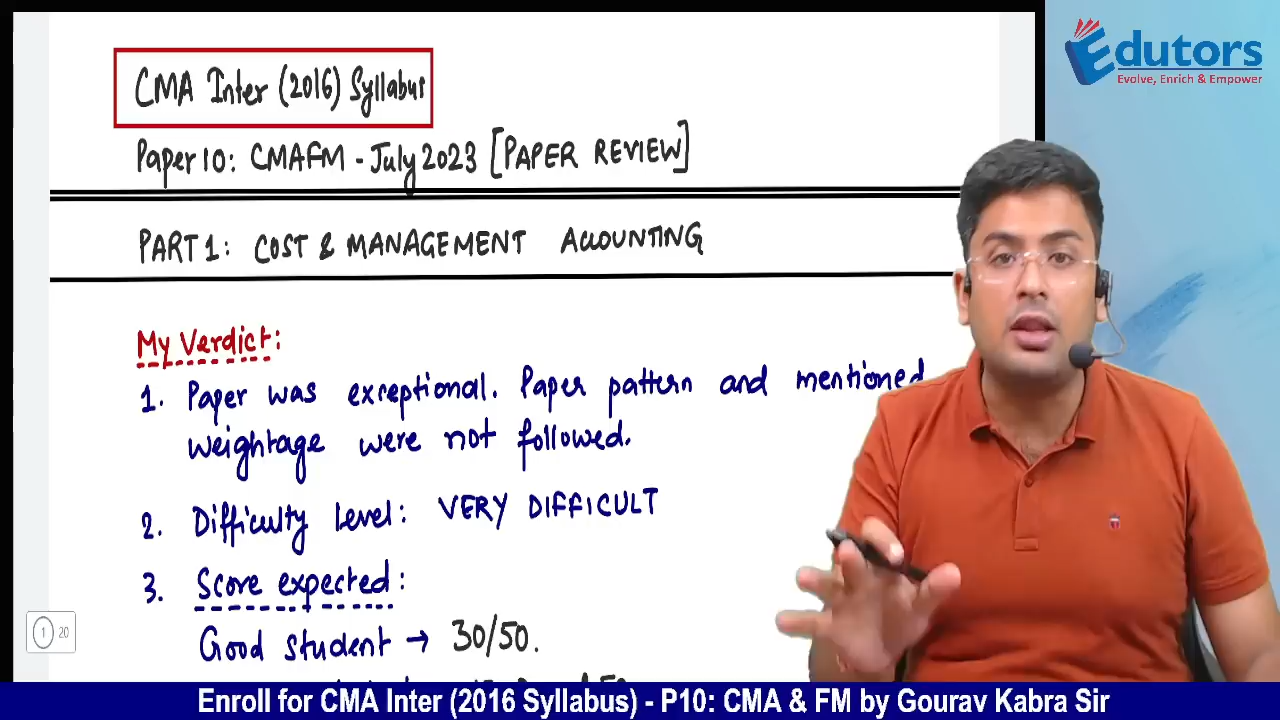 CMA Inter (2016) Syllabus
Paper 10: CMAFM - July 2023 [PAPER REVIEW]
PART 1: COST & MANAGEMENT ACCOUNTING
My Verdict:
1. Paper was exceptional. Paper pattern and mentioned
weightage were not followed.
2. Difficulty Level: VERY DIFFICULT
3. Score expected:
Good student → 30/50.
1 20
Edutors
Evolve, Enrich & Empower
Enroll for CMA Inter (2016 Syllabus) - P10: CMA & FM by Gourav Kabra Sir